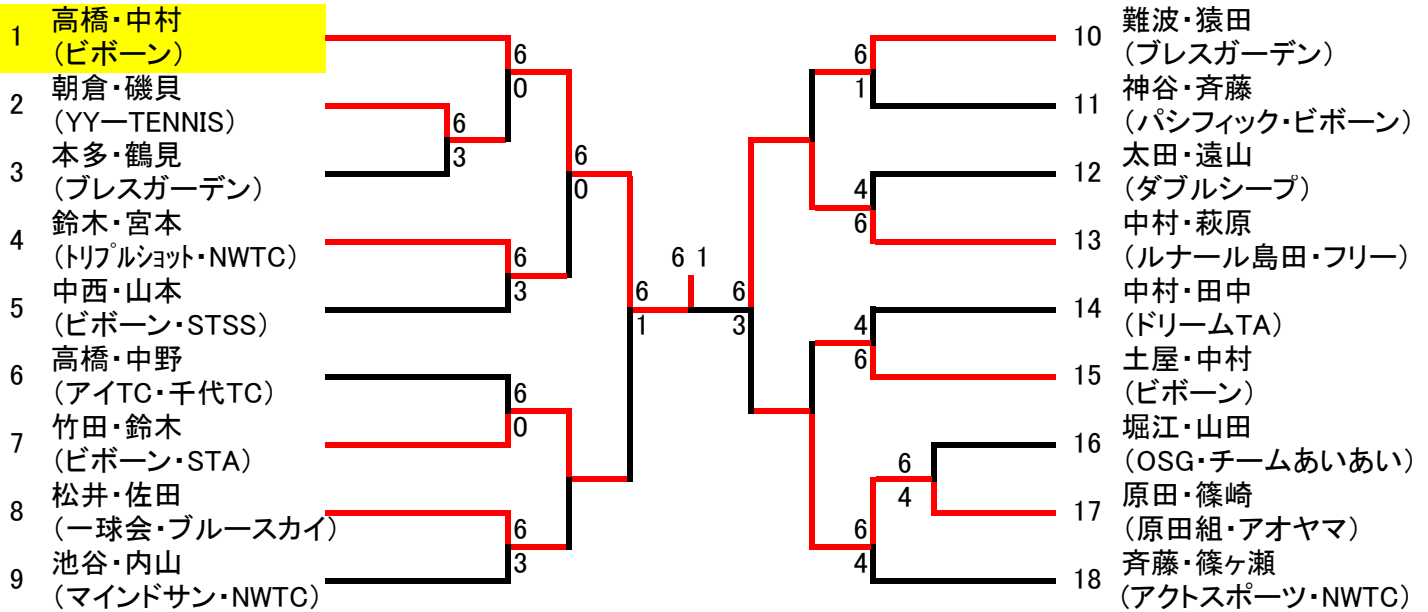 1 高橋・中村
(ビボーン)
2 朝倉・磯貝
(YYーTENNIS)
3 本多・鶴見
(ブレスガーデン)
4 鈴木・宮本
(トリプルショット・NWTC)
5 中西・山本
(ビボーン・STSS)
6 高橋・中野
(アイTC・千代TC)
7 竹田・鈴木
(ビボーン・STA)
8 松井・佐田
(一球会・ブルースカイ)
9 池谷・内山
(マインドサン・NWTC)
6
0
6
3
6
0
6
3
6
0
6
3
6
1
6 1
6
3
6
1
4
6
4
6
6
4
6
4
10 難波・猿田
(ブレスガーデン)
11 神谷・斉藤
(パシフィック・ビボーン)
12 太田・遠山
(ダブルシープ)
13 中村・萩原
(ルナール島田・フリー)
14 中村・田中
(ドリームTA)
15 土屋・中村
(ビボーン)
16 堀江・山田
(OSG・チームあいあい)
17 原田・篠崎
(原田組・アオヤマ)
18 斉藤・篠ヶ瀬
(アクトスポーツ・NWTC)